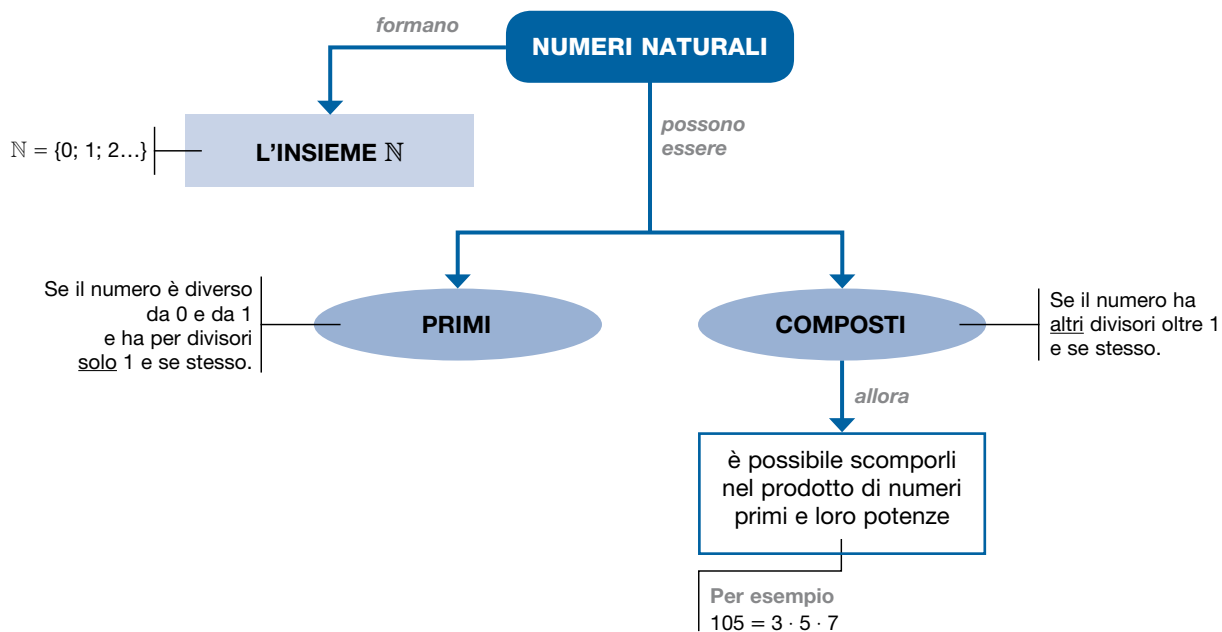 formano
NUMERI NATURALI
ℕ = {0; 1; 2...}
L'INSIEME ℕ
possono
essere
Se il numero è diverso
da 0 e da 1
e ha per divisori
solo 1 e se stesso.
PRIMI
COMPOSTI
Se il numero ha
altri divisori oltre 1
e se stesso.
allora
è possibile scomporli
nel prodotto di numeri
primi e loro potenze
Per esempio
105 = 3 · 5 · 7